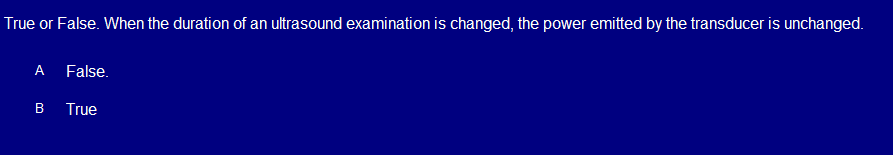 True or False. When the duration of an ultrasound examination is changed, the power emitted by the transducer is unchanged.
A False.
B True